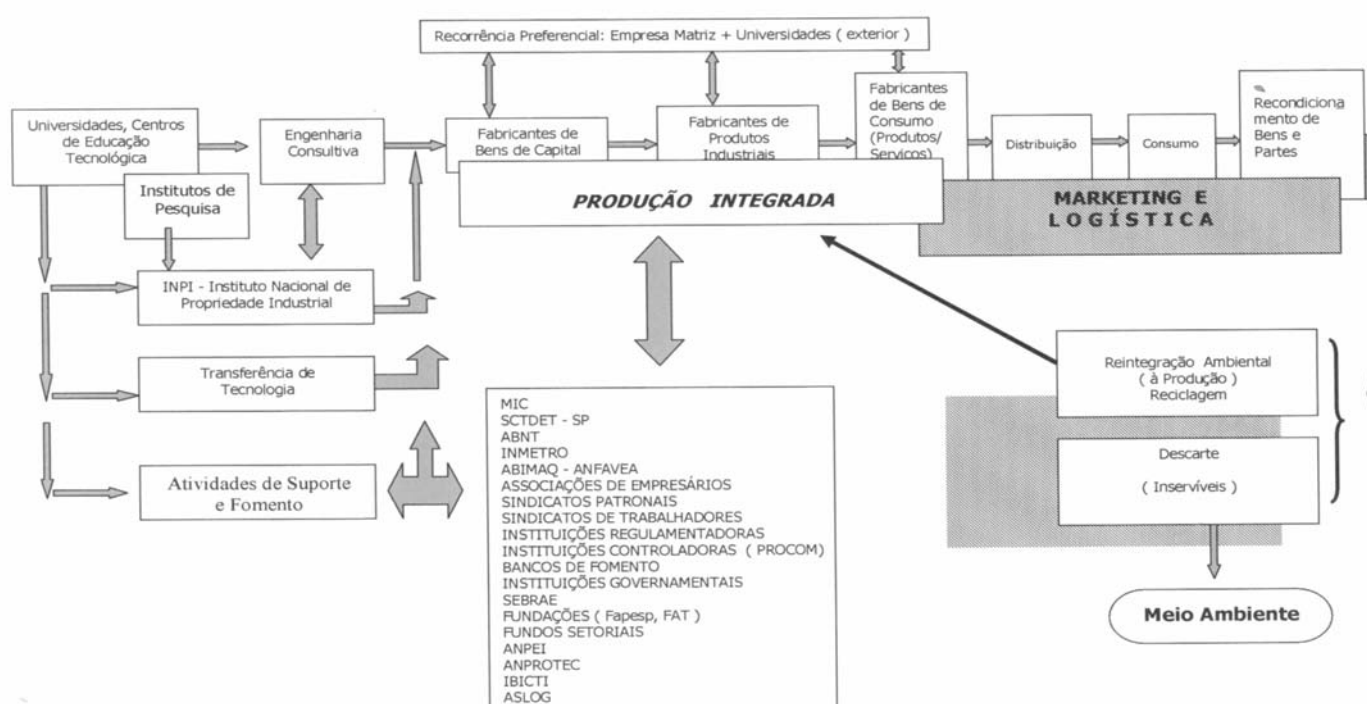 Recorrência Preferencial: Empresa Matriz + Universidades ( exterior )
Universidades, Centros
de Educação
Tecnológica
Engenharia
Consultiva
Fabricantes de
Bens de Capital
Fabricantes de
Produtos
Industriais
Fabricantes
de Bens de
Consumo
(Produtos/
Serviços)
Distribuição
Consumo
Recondiciona
mento de
Bens e
Partes
Institutos de
Pesquisa
PRODUÇÃO INTEGRADA
MARKETING E
LOGÍSTICA
INPI - Instituto Nacional de
Propriedade Industrial
Transferência de
Tecnologia
Atividades de Suporte
e Fomento
MIC
SCTDET - SP
ABNT
INMETRO
ABIMAQ - ANFAVEA
ASSOCIAÇÕES DE EMPRESÁRIOS
SINDICATOS PATRONAIS
SINDICATOS DE TRABALHADORES
INSTITUIÇÕES REGULAMENTADORAS
INSTITUIÇÕES CONTROLADORAS ( PROCOM)
BANCOS DE FOMENTO
INSTITUIÇÕES GOVERNAMENTAIS
SEBRAE
FUNDAÇÕES ( Fapesp, FAT )
FUNDOS SETORIAIS
ANPEI
ANPROTEC
IBICTI
ASLOG
Reintegração Ambiental
( à Produção )
Reciclagem
Descarte
( Inservíveis )
Meio Ambiente